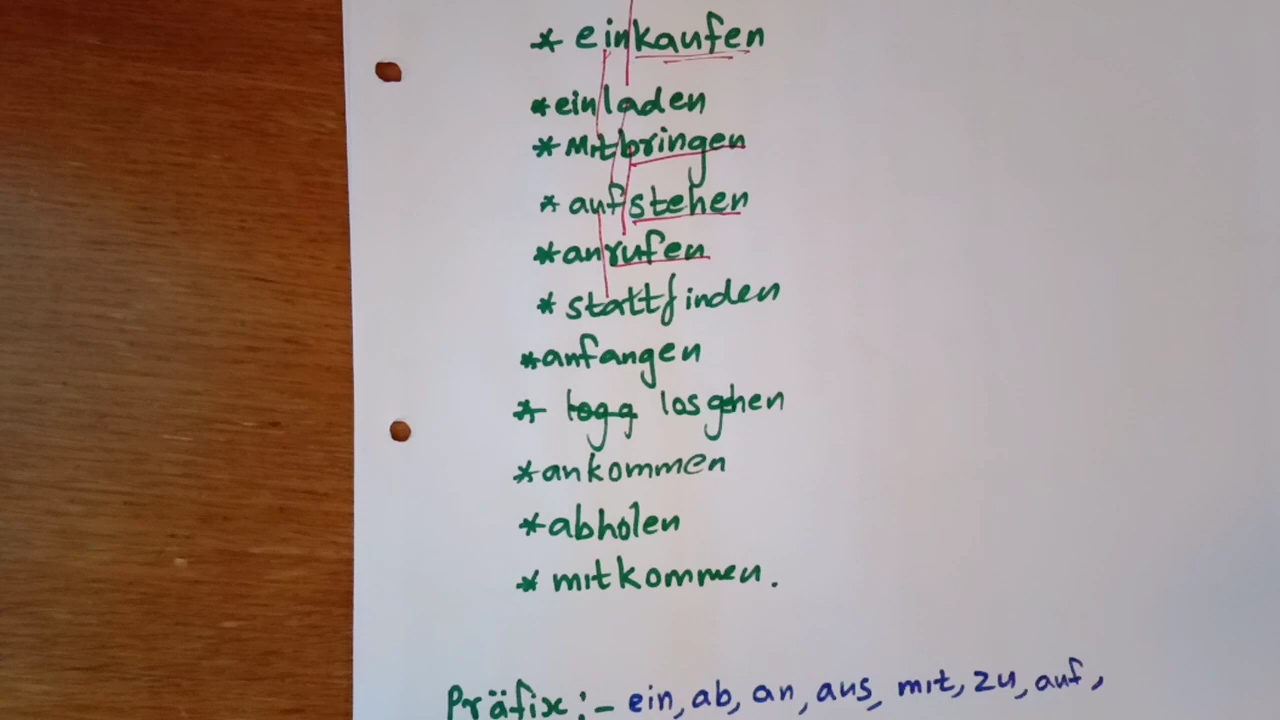 * einkaufen
* einladen
* Mitbringen
* aufstehen
* anrufen
* stattfinden
* anfangen
* losgehen
* ankommen
* abholen
* mitkommen.
Präfix :- ein, ab, an, aus, mit, zu, auf,